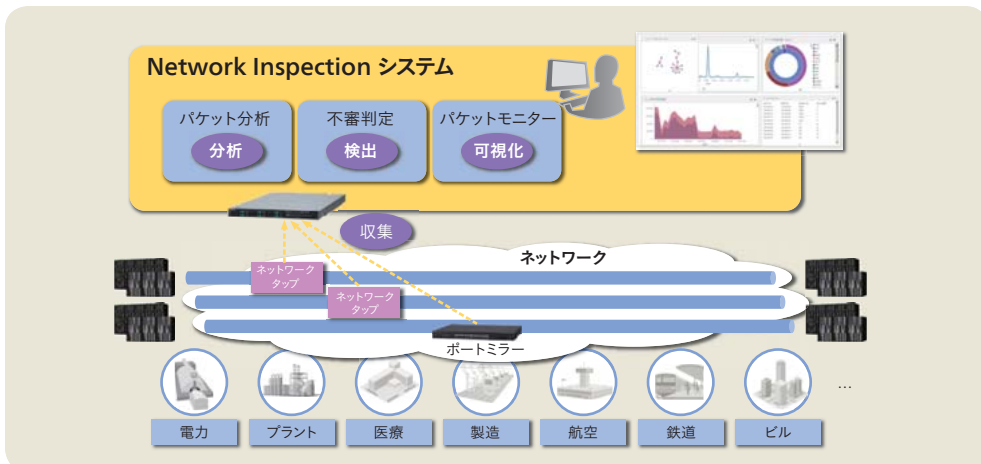 Network Inspection システム
パケット分析
分析
不審判定
検出
パケットモニター
可視化
収集
ネットワーク
ネットワーク
タップ
ネットワーク
タップ
ポートミラー
電力
プラント
医療
製造
航空
鉄道
ビル
…